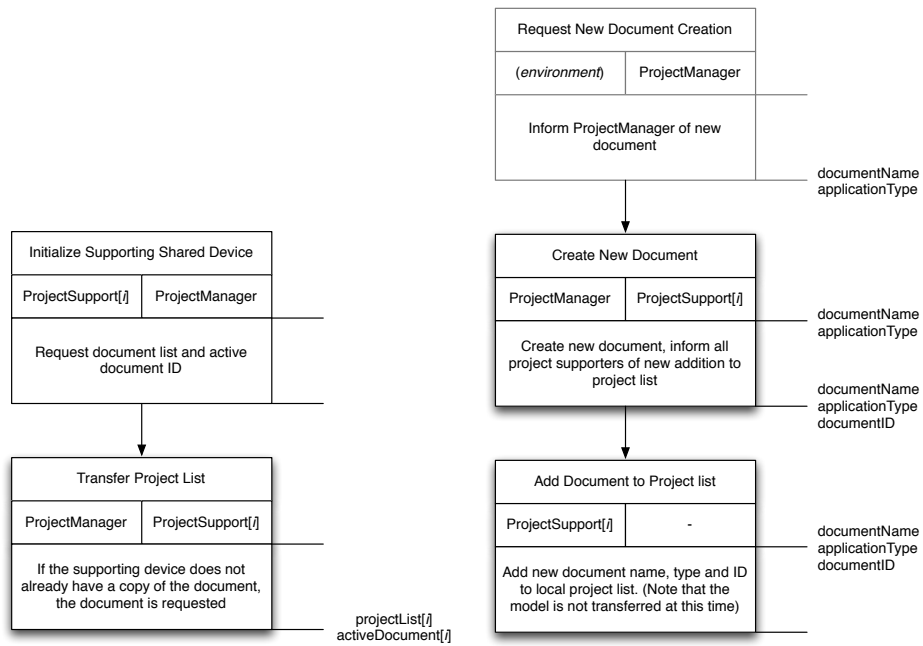 Request New Document Creation
(environment)
ProjectManager
Inform ProjectManager of new
document
documentName
applicationType
Initialize Supporting Shared Device
ProjectSupport[i]
ProjectManager
Request document list and active
document ID
Create New Document
ProjectManager
ProjectSupport[i]
documentName
applicationType
Create new document, inform all
project supporters of new addition to
project list
documentName
applicationType
documentID
Transfer Project List
ProjectManager
ProjectSupport[i]
If the supporting device does not
already have a copy of the document,
the document is requested
projectList[i]
activeDocument[i]
Add Document to Project list
ProjectSupport[i]
-
documentName
applicationType
documentID
Add new document name, type and ID
to local project list. (Note that the
model is not transferred at this time)